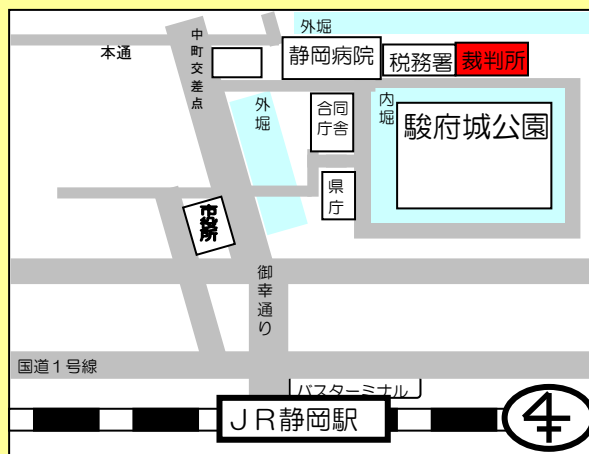 外堀
本通
中町交差点
静岡病院
税務署
裁判所
外堀
合同
庁舎
内堀
駿府城公園
県庁
市役所
御幸通り
国道1号線
バスターミナル
JR静岡駅
4